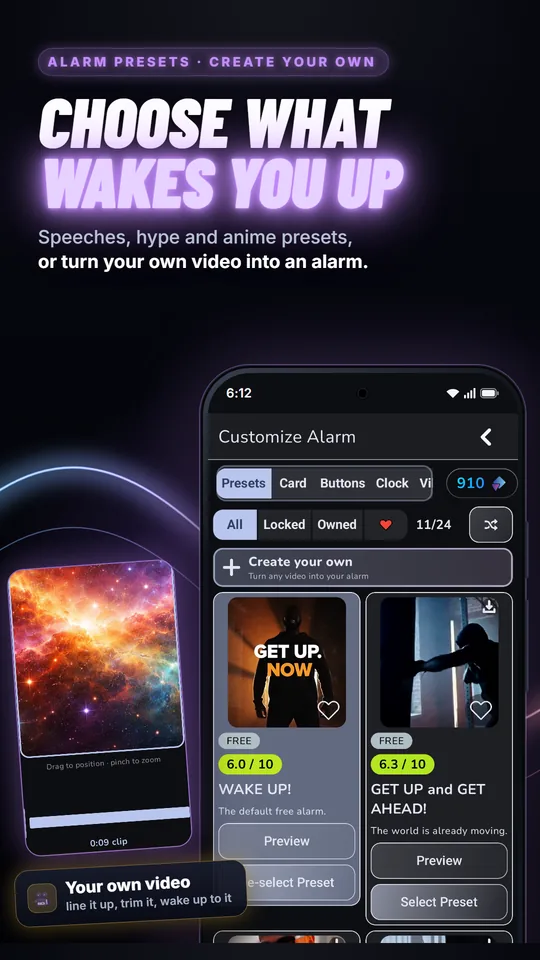 ALARM PRESETS · CREATE YOUR OWN
CHOOSE WHAT
WAKES YOU UP
Speeches, hype and anime presets,
or turn your own video into an alarm.
6:12
Customize Alarm
Presets Card Buttons Clock Vi
910
All Locked Owned 11/24
Create your own
Turn any video into your alarm
GET UP.
NOW
FREE
6.0 / 10
WAKE UP!
The default free alarm.
Preview
e-select Preset
FREE
6.3 / 10
GET UP and GET
AHEAD!
The world is already moving.
Preview
Select Preset
Drag to position · pinch to zoom
0:09 clip
Your own video
line it up, trim it, wake up to it